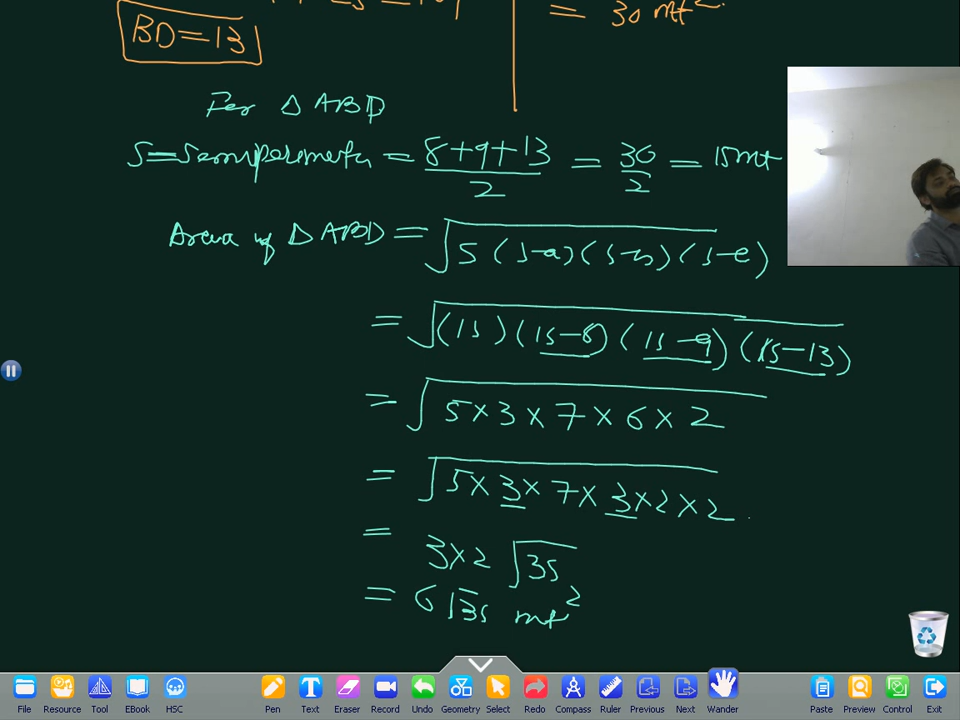 BD=13
= 30 mt².
For Δ ABD
S=Semiperimeter = 8+9+13/2 = 30/2 = 15mt
Area of Δ ABD = √S(s-a)(s-b)(s-c)
= √(15)(15-8)(15-9)(15-13)
= √5×3×7×6×2
= √5×3×7×3×2×2
=
3×2√35
= 6√35 mt²
File Resource Tool EBook HSC Pen Text Eraser Record Undo Geometry Select Redo Compass Ruler Previous Next Wander Paste Preview Control Exit